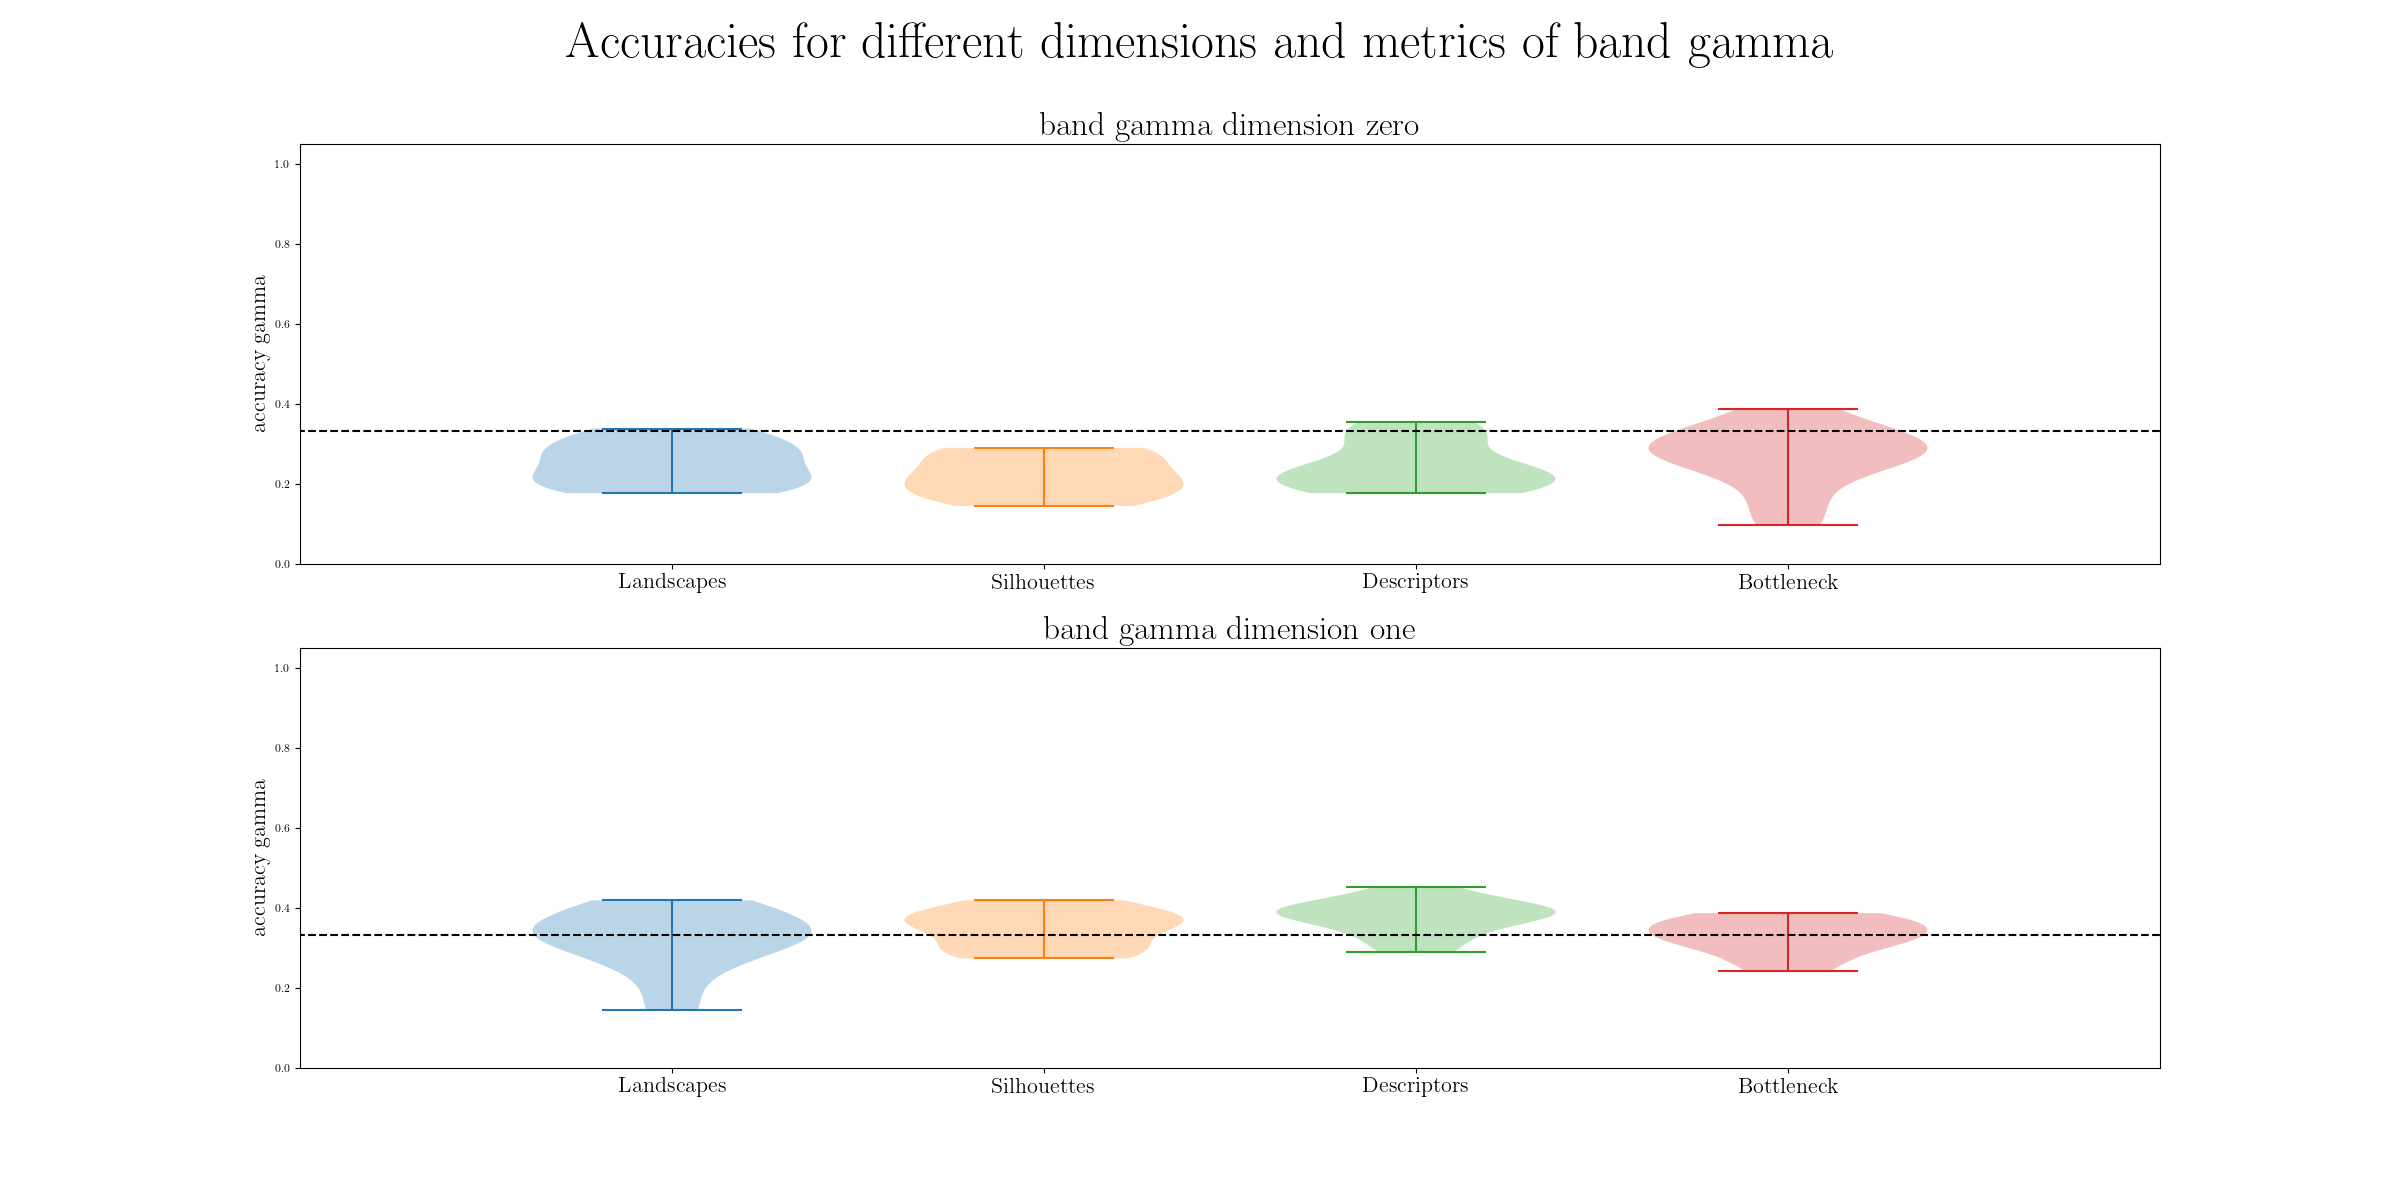 Accuracies for different dimensions and metrics of band gamma
band gamma dimension zero
1.0
0.8
0.6
0.4
0.2
0.0
accuracy gamma
Landscapes Silhouettes Descriptors Bottleneck
band gamma dimension one
1.0
0.8
0.6
0.4
0.2
0.0
accuracy gamma
Landscapes Silhouettes Descriptors Bottleneck